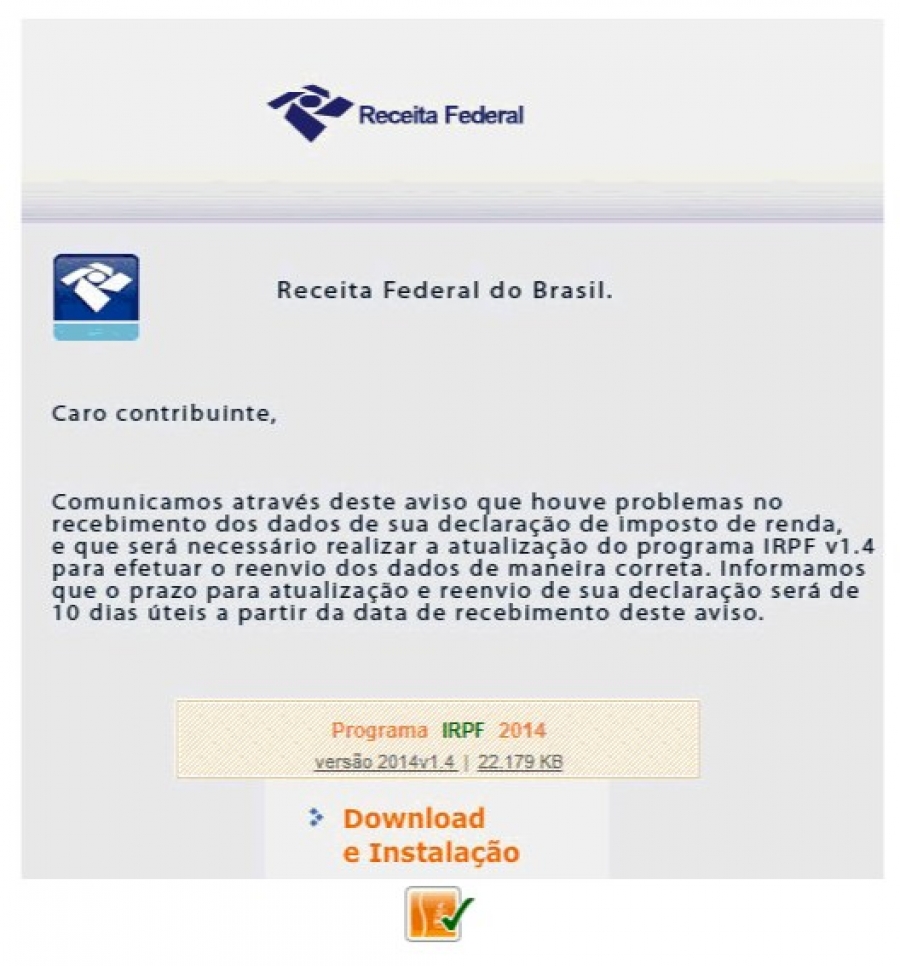 Receita Federal
Receita Federal do Brasil.
Caro contribuinte,
Comunicamos através deste aviso que houve problemas no
recebimento dos dados de sua declaração de imposto de renda,
e que será necessário realizar a atualização do programa IRPF v1.4
para efetuar o reenvio dos dados de maneira correta. Informamos
que o prazo para atualização e reenvio de sua declaração será de
10 dias úteis a partir da data de recebimento deste aviso.
Programa IRPF 2014
versão 2014v1.4 | 22.179 KB
Download
e Instalação